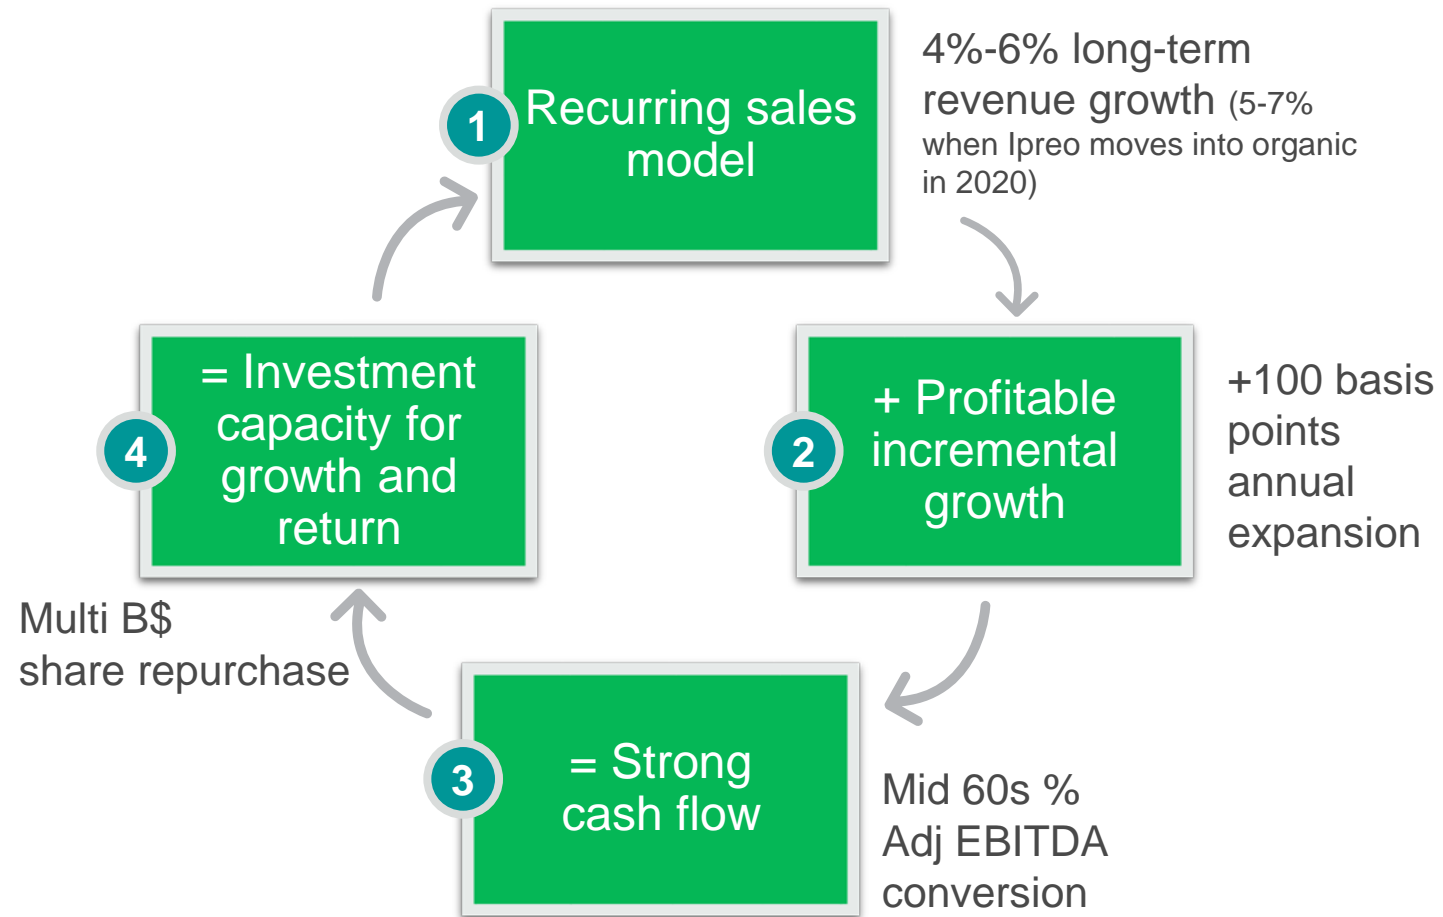 1
Recurring sales
model
4%-6% long-term
revenue growth (5-7%
when Ipreo moves into organic
in 2020)
2
+ Profitable
incremental
growth
+100 basis
points
annual
expansion
3
= Strong
cash flow
Mid 60s %
Adj EBITDA
conversion
4
= Investment
capacity for
growth and
return
Multi B$
share repurchase